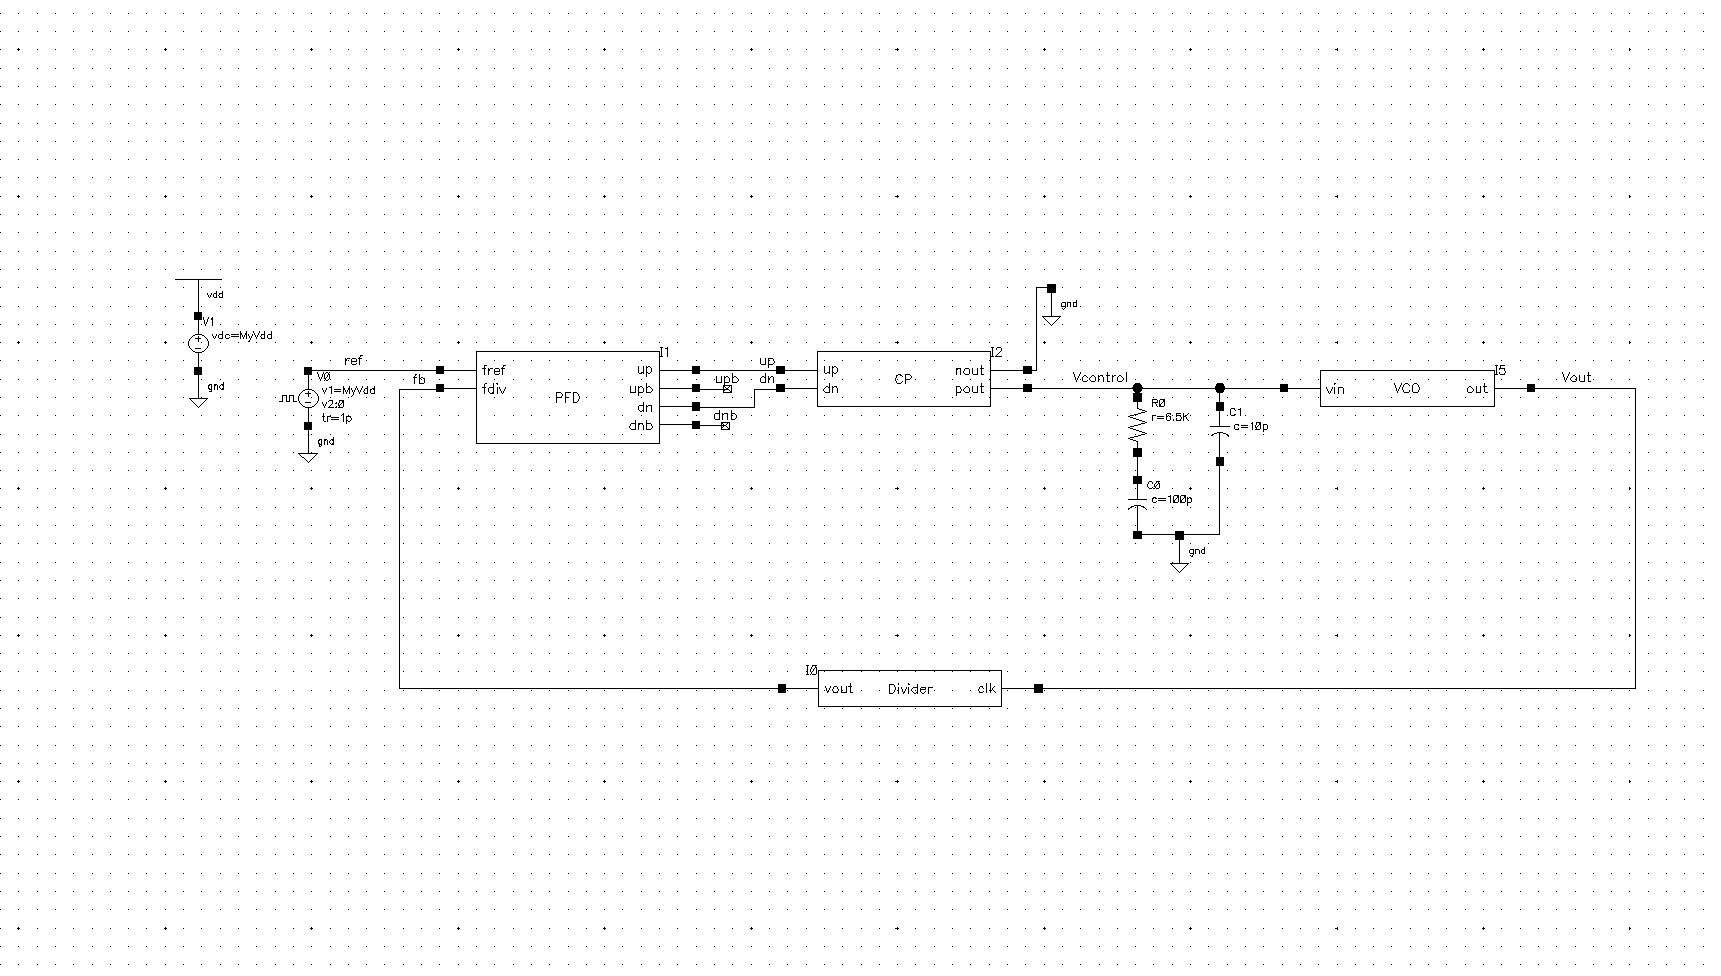 vdd
V1
vdc=MyVdd
gnd
ref
V0
v1=MyVdd
v2:0
tr=1p
gnd
fb
I1
fref
fdiv
PFD
up
upb
dn
dnb
upb
dnb
up
dn
I2
up
dn
CP
nout
pout
gnd
Vcontrol
R0
r=6.5K
C0
c=100p
C1
c=10p
gnd
I5
vin
VCO
out
Vout
I0
vout
Divider
clk